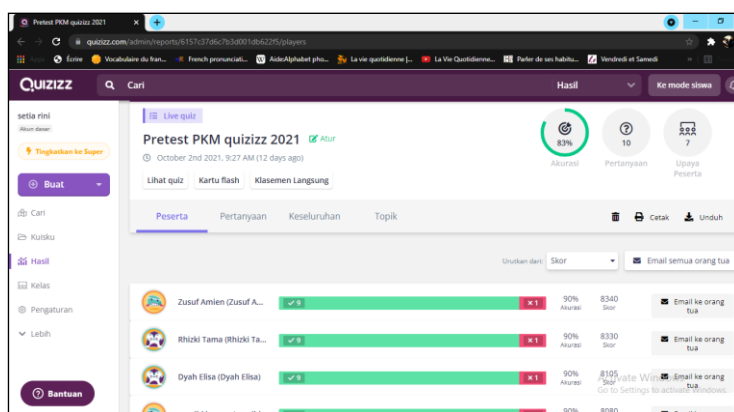 Pretest PKM quizizz 2021
quizizz.com/admin/reports/6157c37d6c7b3d001db622f5/players
Écrire
Vocabulaire du fran...
French pronunciati...
AideAlphabet pho...
La vie quotidienne |...
La Vie Quotidienne...
Parler de ses habitu...
Vendredi et Samedi
QUIZIZZ
Cari
Hasil
Ke mode siswa
setia rini
Akun dasar
Tingkatkan ke Super
Buat
Cari
Kuisku
Hasil
Kelas
Pengaturan
Lebih
Bantuan
Live quiz
Pretest PKM quizizz 2021 Atur
October 2nd 2021, 9:27 AM (12 days ago)
Lihat quiz Kartu flash Klasemen Langsung
83%
Akurasi
10
Pertanyaan
7
Upaya
Peserta
Peserta Pertanyaan Keseluruhan Topik
Cetak Unduh
Urutkan dari: Skor Email semua orang tua
Zusuf Amien (Zusuf A... 9 1 90% 8340 Email ke orang
Akurasi Skor tua
Rhizki Tama (Rhizki Ta... 9 1 90% 8330 Email ke orang
Akurasi Skor tua
Dyah Elisa (Dyah Elisa) 9 1 90% 8105 Email ke orang
Akurasi Skor tua
Activate Windows
Go to Settings to activate Windows.
90% 8080